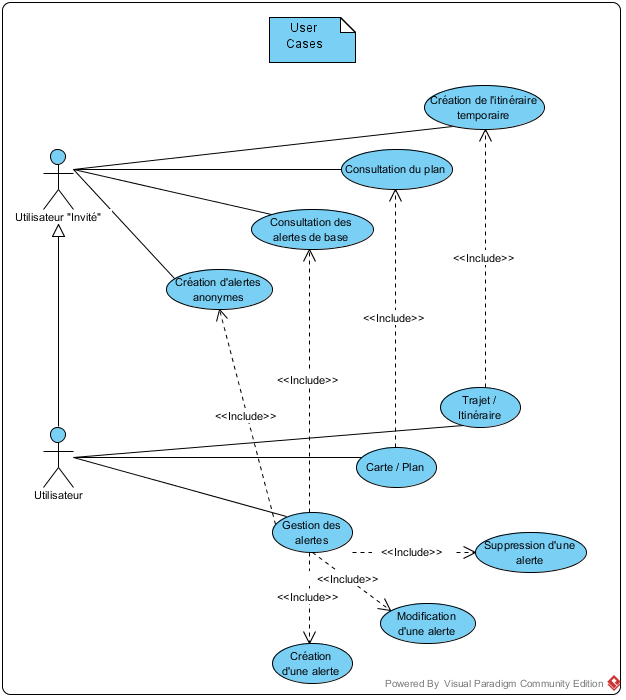 User
Cases
Création de l'itinéraire
temporaire
Consultation du plan
Utilisateur "Invité"
Consultation des
alertes de base
<<Include>>
Création d'alertes
anonymes
<<Include>>
<<Include>>
Trajet /
Itinéraire
<<Include>>
Utilisateur
Carte / Plan
Gestion des
alertes
<<Include>>
Suppression d'une
alerte
<<Include>>
<<Include>>
Modification
d'une alerte
Création
d'une alerte
Powered By Visual Paradigm Community Edition